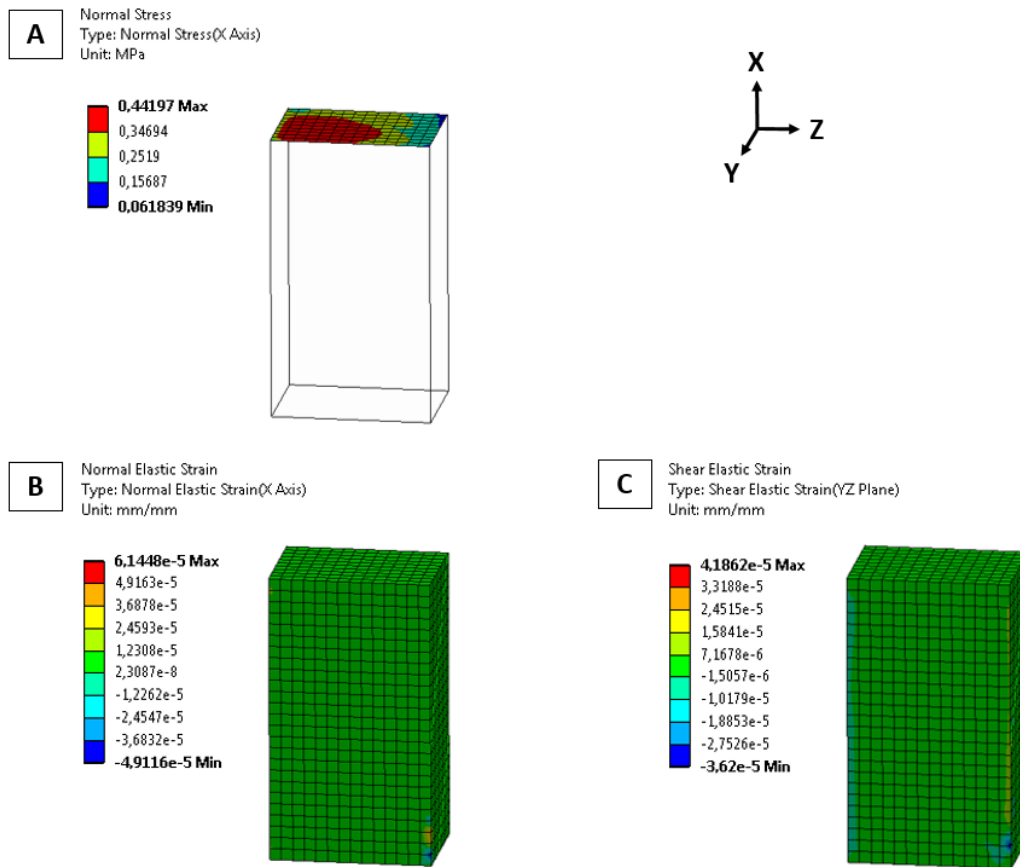 A
Normal Stress
Type: Normal Stress(X Axis)
Unit: MPa
0,44197 Max
0,34694
0,2519
0,15687
0,061839 Min
X
Z
Y
B
Normal Elastic Strain
Type: Normal Elastic Strain(X Axis)
Unit: mm/mm
6,1448e-5 Max
4,9163e-5
3,6878e-5
2,4593e-5
1,2308e-5
2,3087e-8
-1,2262e-5
-2,4547e-5
-3,6832e-5
-4,9116e-5 Min
C
Shear Elastic Strain
Type: Shear Elastic Strain(YZ Plane)
Unit: mm/mm
4,1862e-5 Max
3,3188e-5
2,4515e-5
1,5841e-5
7,1678e-6
-1,5057e-6
-1,0179e-5
-1,8853e-5
-2,7526e-5
-3,62e-5 Min